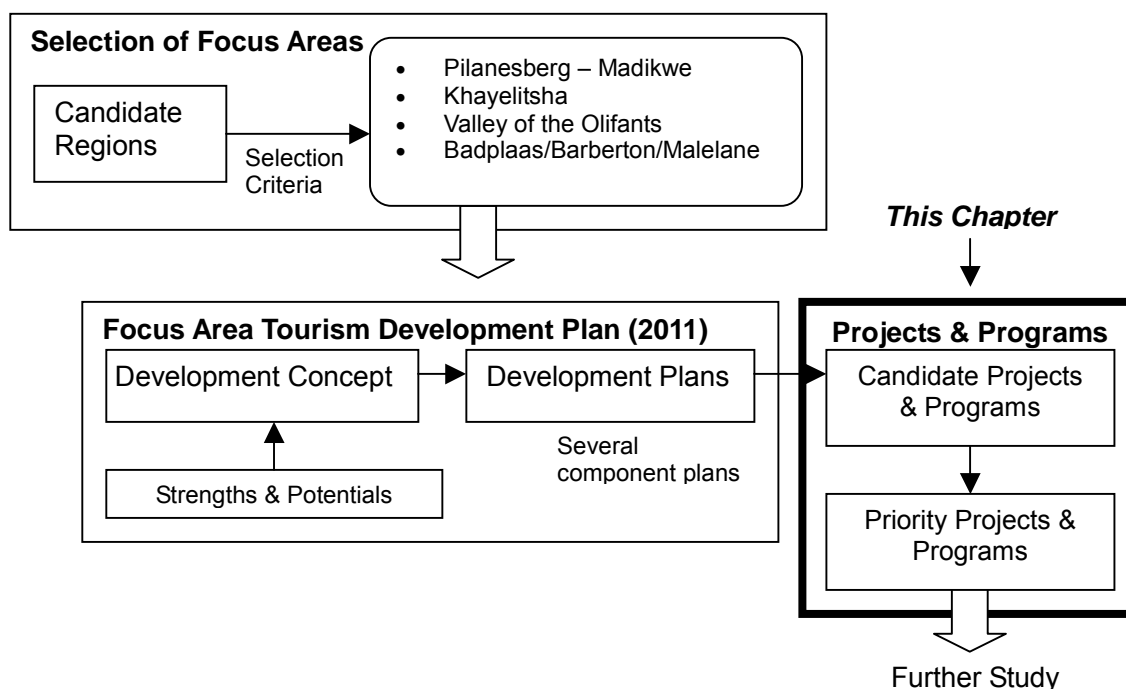 Selection of Focus Areas
Candidate
Regions
Selection
Criteria
• Pilanesberg – Madikwe
• Khayelitsha
• Valley of the Olifants
• Badplaas/Barberton/Malelane
This Chapter
Focus Area Tourism Development Plan (2011)
Development Concept
Development Plans
Strengths & Potentials
Several
component plans
Projects & Programs
Candidate Projects
& Programs
Priority Projects &
Programs
Further Study